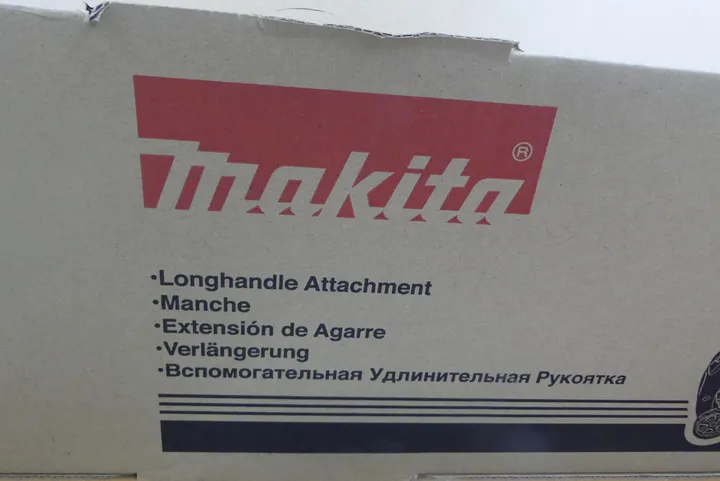 makita®
•Longhandle Attachment
•Manche
•Extensión de Agarre
•Verlängerung
•Вспомогательная Удлинительная Рукоятка